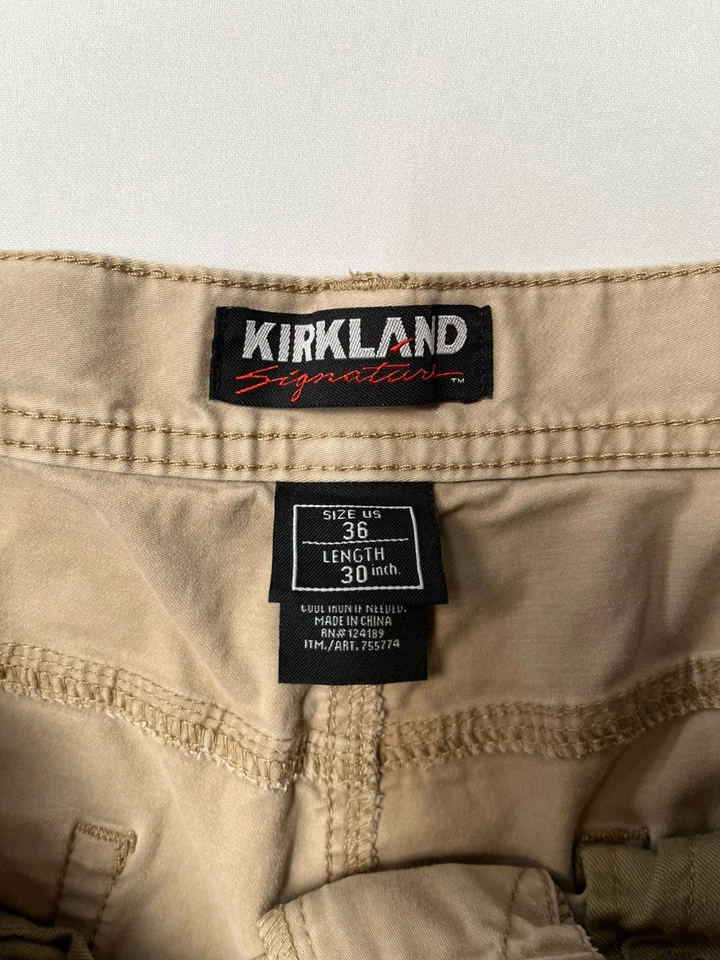 KIRKLAND
Signature
™
SIZE US
36
LENGTH
30 inch.
COOL IRON IF NEEDED.
MADE IN CHINA
RN# 124189
ITM./ART. 755774